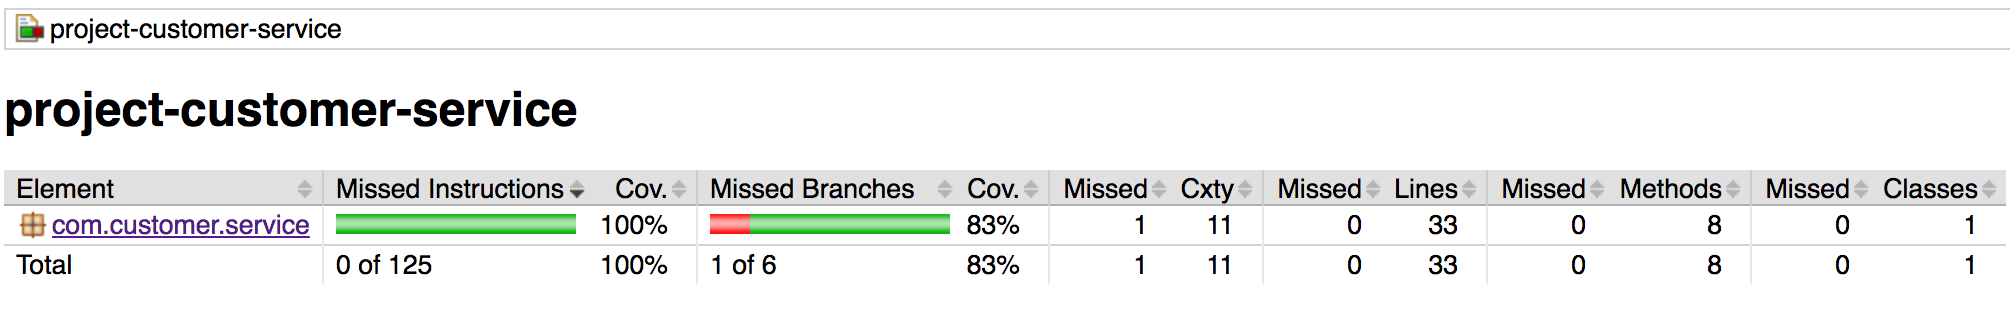 project-customer-service
project-customer-service
Element Missed Instructions Cov. Missed Branches Cov. Missed Cxty Missed Lines Missed Methods Missed Classes
com.customer.service 100% 83% 1 11 0 33 0 8 0 1
Total 0 of 125 100% 1 of 6 83% 1 11 0 33 0 8 0 1